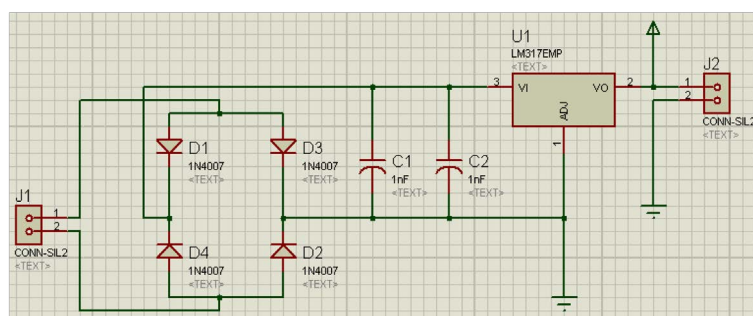 U1
LM317EMP
<TEXT>
3
VI
VO
2
ADJ
1
J2
1
2
CONN-SIL2
<TEXT>
D1
1N4007
<TEXT>
D3
1N4007
<TEXT>
C1
1nF
<TEXT>
C2
1nF
<TEXT>
J1
1
2
CONN-SIL2
<TEXT>
D4
1N4007
<TEXT>
D2
1N4007
<TEXT>